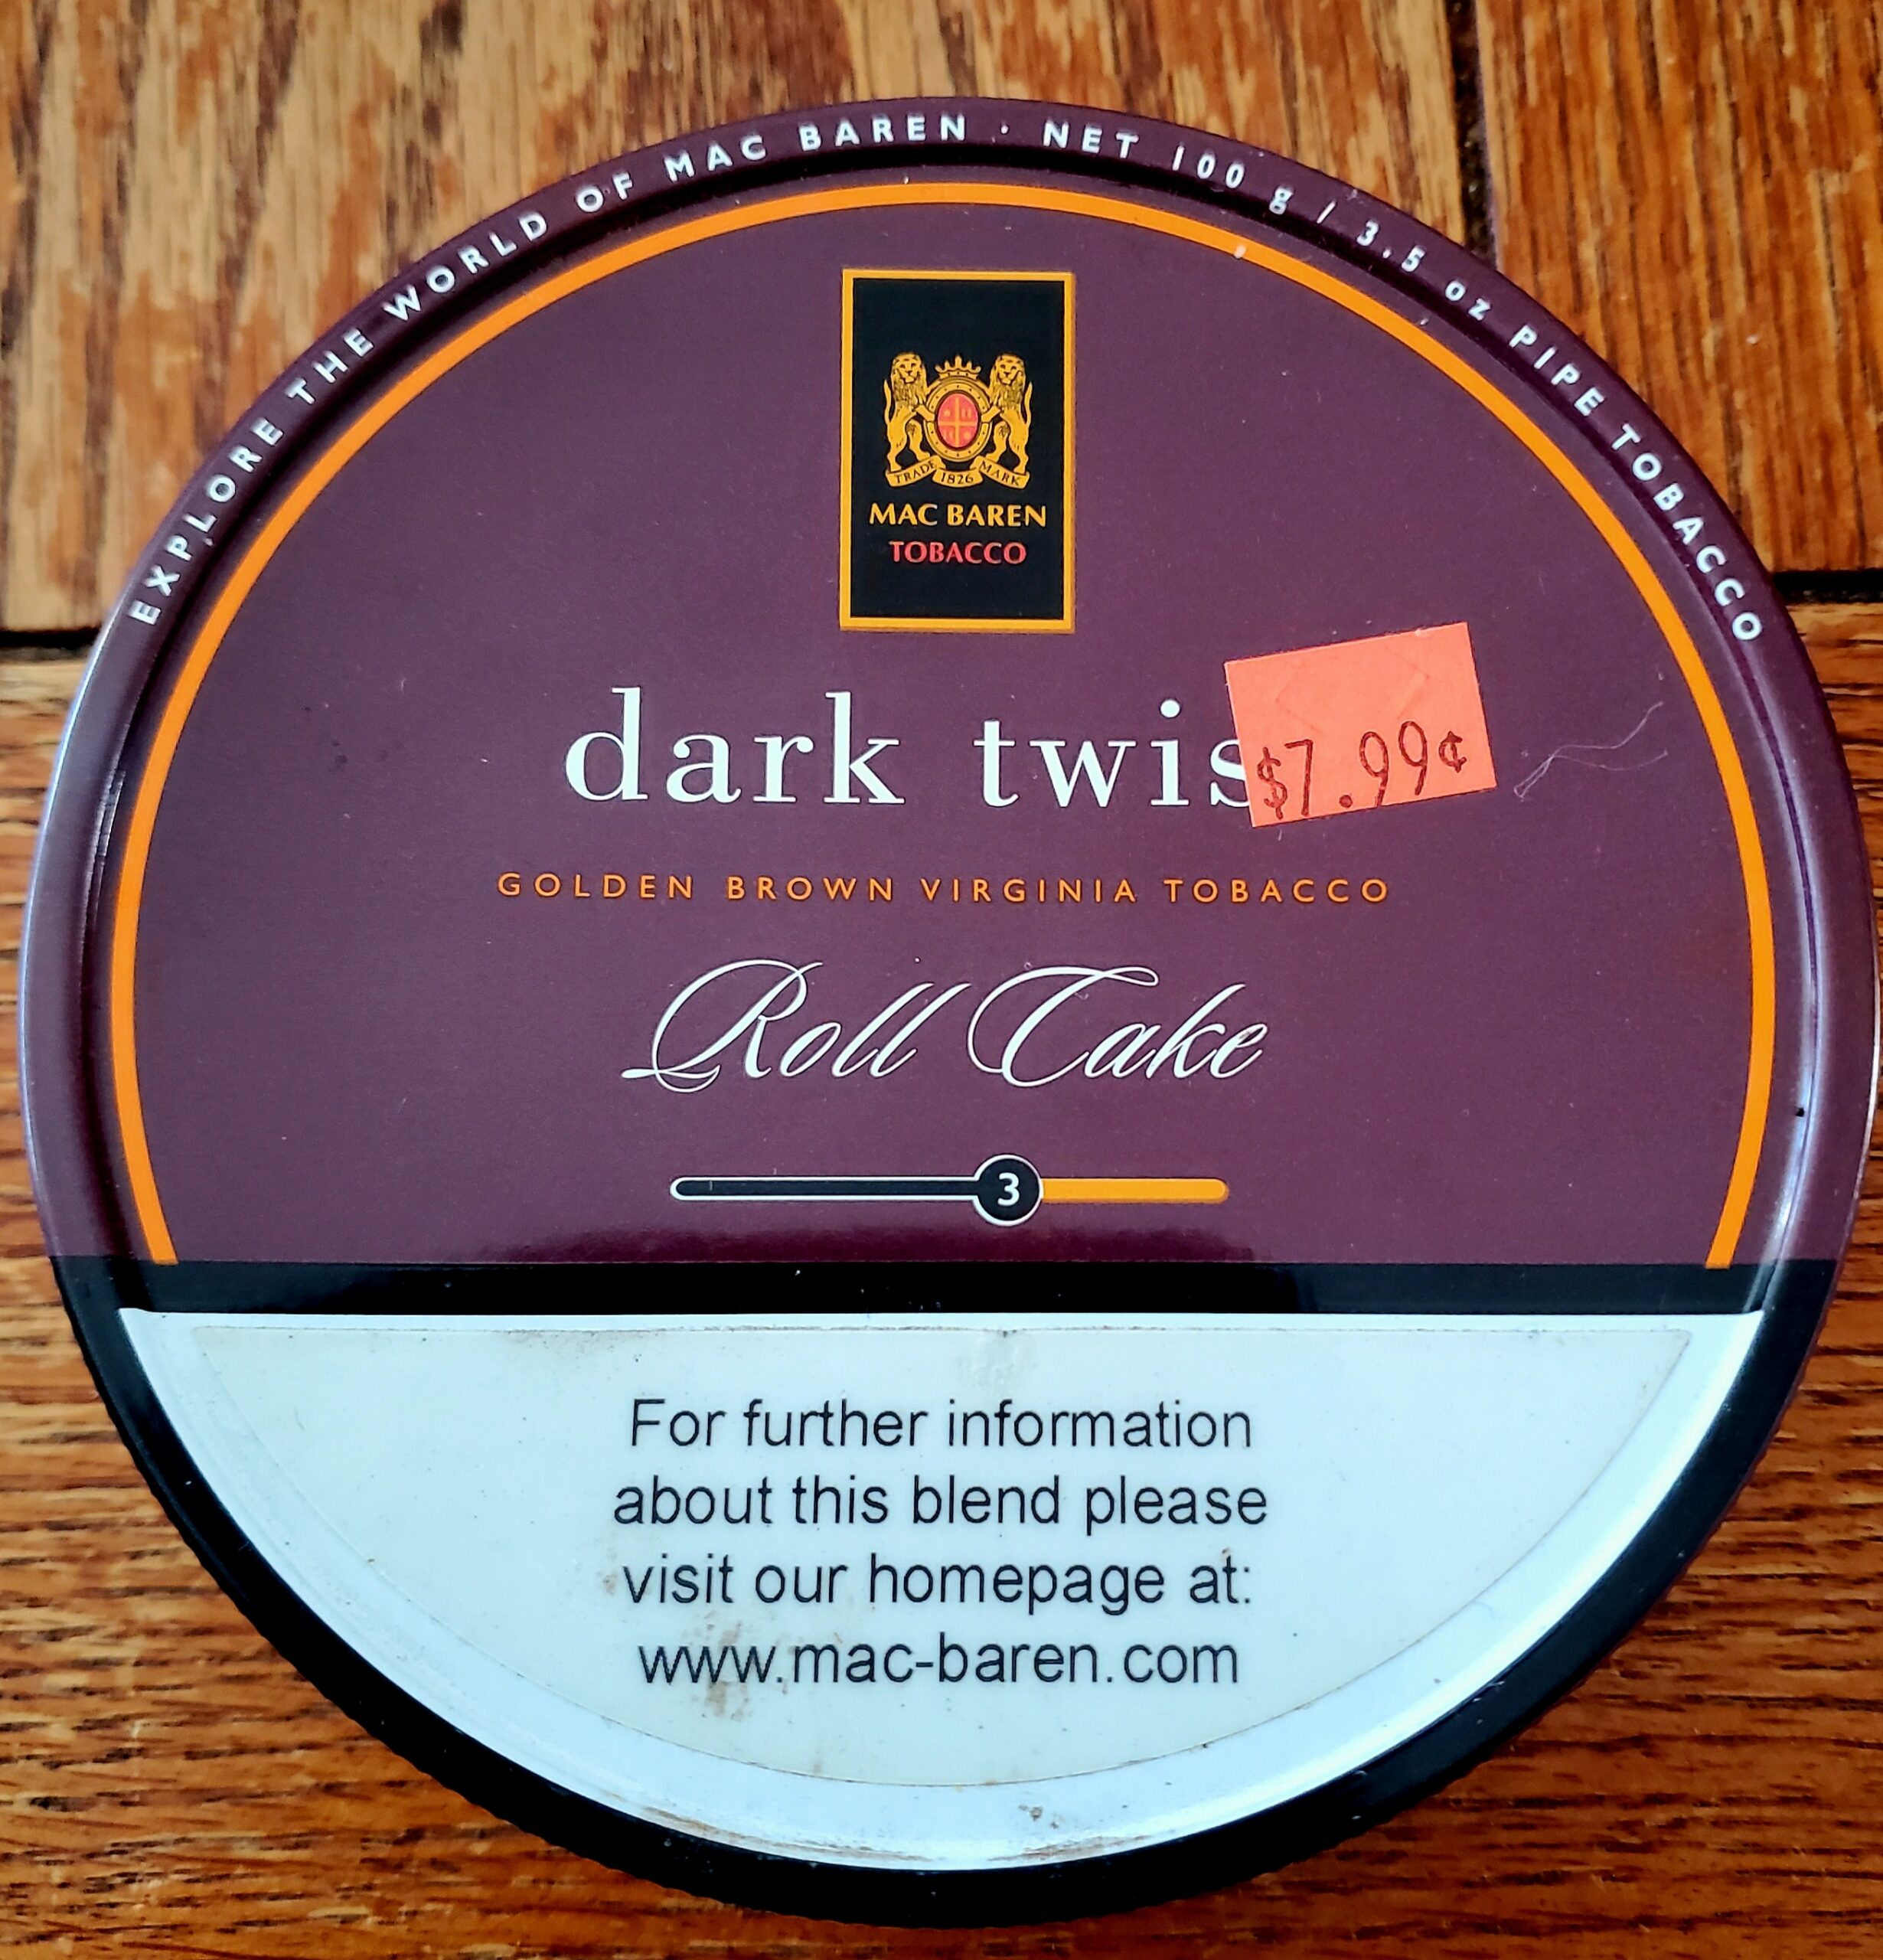 EXPLORE THE WORLD OF MAC BAREN · NET 100 g / 3.5 oz PIPE TOBACCO
TRADE 1826 MARK
MAC BAREN
TOBACCO
dark twis
$7.99¢
GOLDEN BROWN VIRGINIA TOBACCO
Roll Cake
3
For further information
about this blend please
visit our homepage at:
www.mac-baren.com